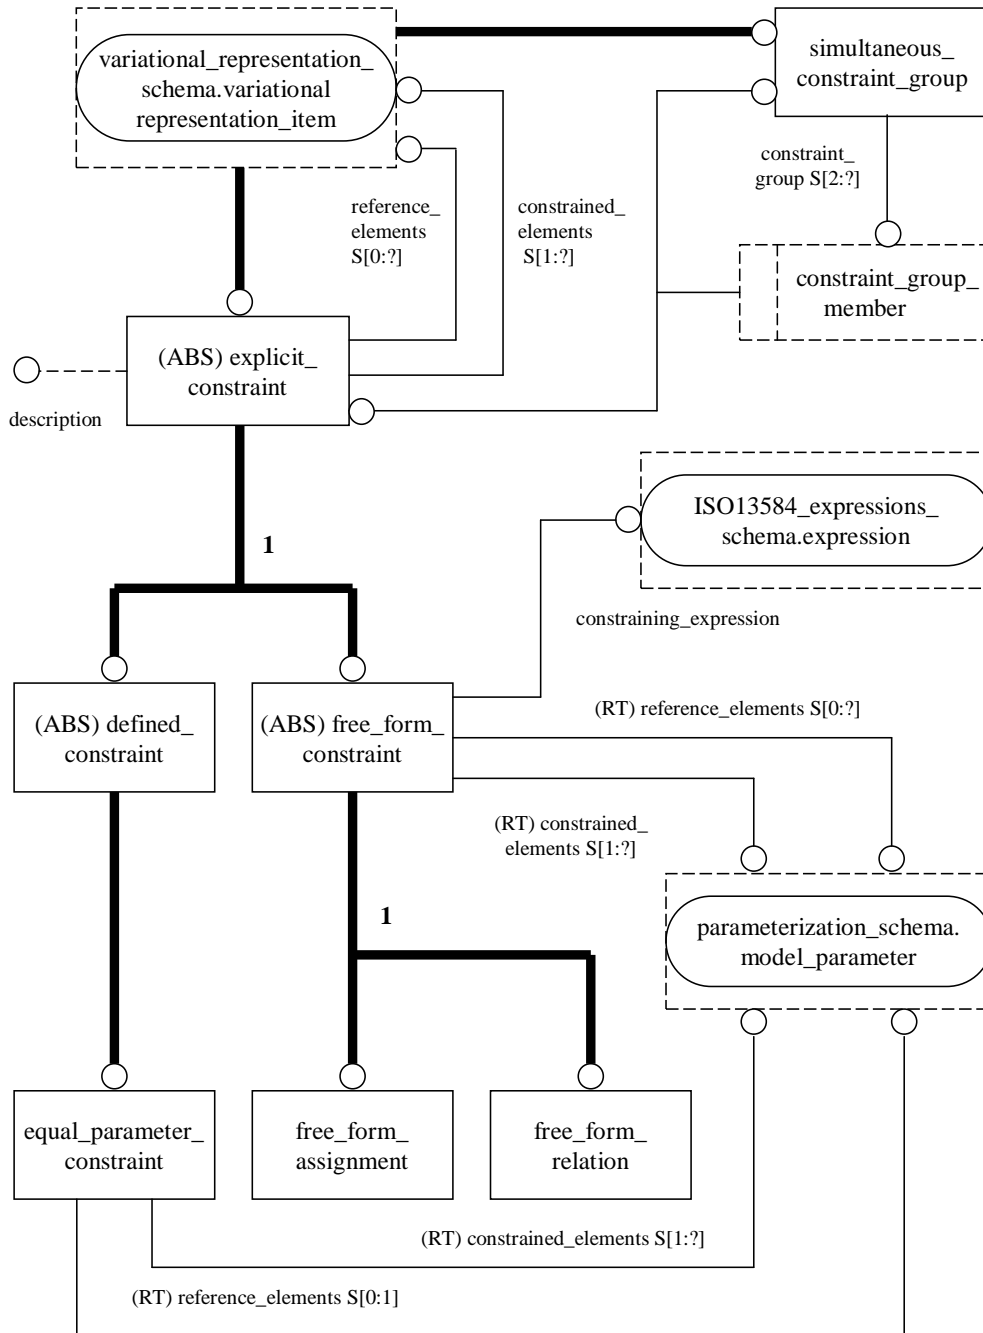 variational_representation_
schema.variational
representation_item
simultaneous_
constraint_group
constraint_
group S[2:?]
reference_
elements
S[0:?]
constrained_
elements
S[1:?]
constraint_group_
member
(ABS) explicit_
constraint
description
ISO13584_expressions_
schema.expression
1
constraining_expression
(ABS) defined_
constraint
(ABS) free_form_
constraint
(RT) reference_elements S[0:?]
(RT) constrained_
elements S[1:?]
1
parameterization_schema.
model_parameter
equal_parameter_
constraint
free_form_
assignment
free_form_
relation
(RT) constrained_elements S[1:?]
(RT) reference_elements S[0:1]